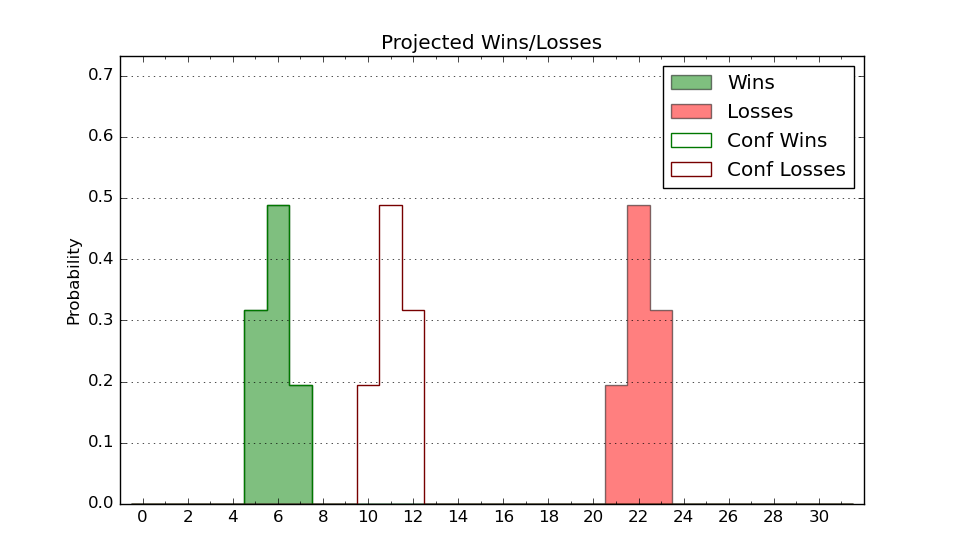 Projected Wins/Losses
0.7
0.6
0.5
0.4
0.3
0.2
0.1
0.0
Probability
Wins
Losses
Conf Wins
Conf Losses
0 2 4 6 8 10 12 14 16 18 20 22 24 26 28 30